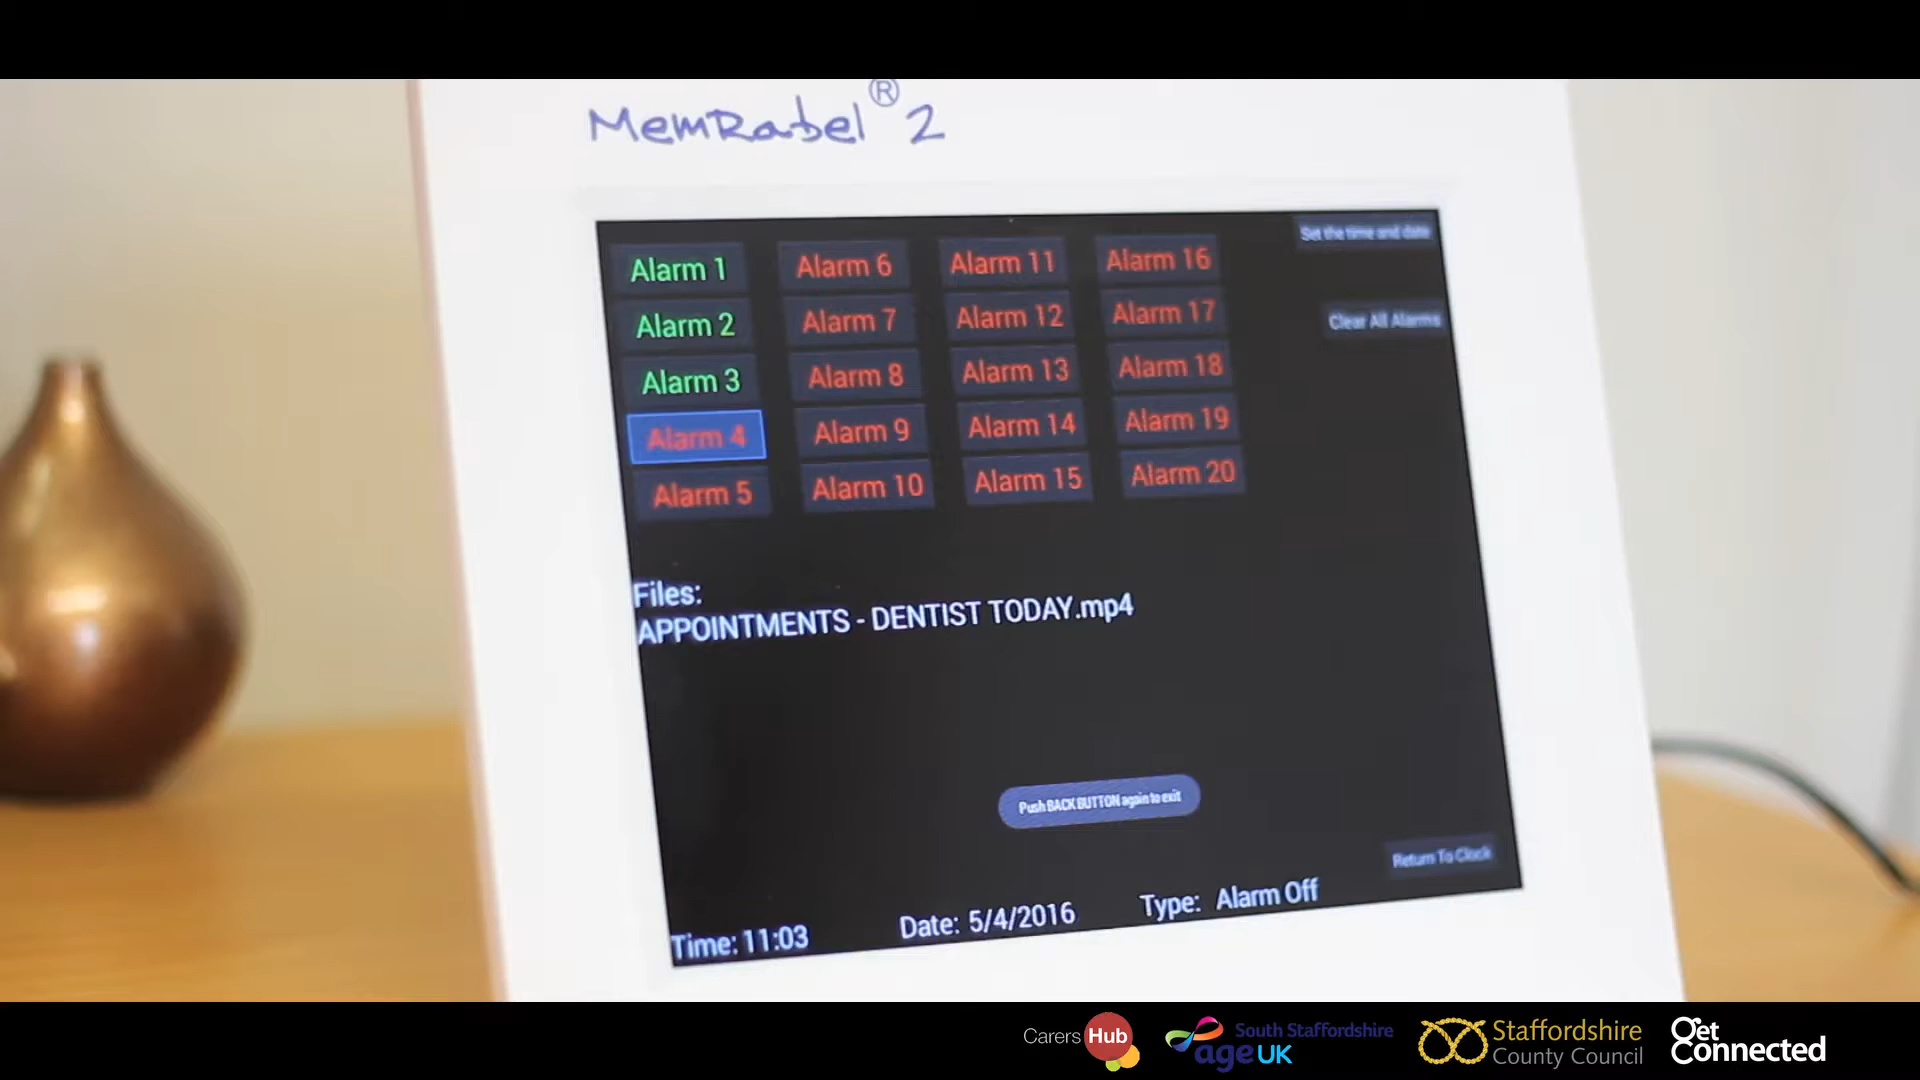 MemRabel® 2
Set the time and date
Alarm 1 Alarm 6 Alarm 11 Alarm 16
Alarm 2 Alarm 7 Alarm 12 Alarm 17
Clear All Alarms
Alarm 3 Alarm 8 Alarm 13 Alarm 18
Alarm 4 Alarm 9 Alarm 14 Alarm 19
Alarm 5 Alarm 10 Alarm 15 Alarm 20
Files:
APPOINTMENTS - DENTIST TODAY.mp4
Push BACK BUTTON again to exit
Return To Clock
Time: 11:03 Date: 5/4/2016 Type: Alarm Off
Carers Hub
South Staffordshire
age UK
Staffordshire
County Council
Get
Connected